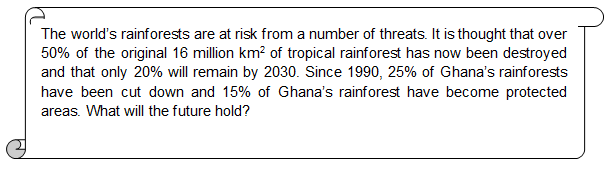 The world's rainforests are at risk from a number of threats. It is thought that over
50% of the original 16 million km² of tropical rainforest has now been destroyed
and that only 20% will remain by 2030. Since 1990, 25% of Ghana's rainforests
have been cut down and 15% of Ghana's rainforest have become protected
areas. What will the future hold?